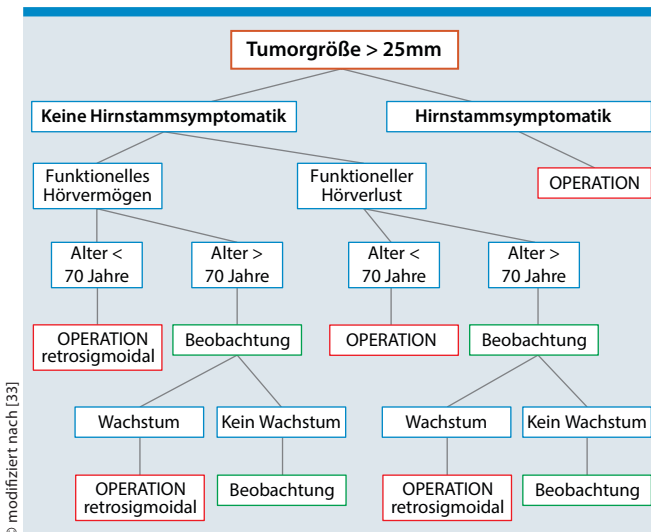 Tumorgröße > 25mm
Keine Hirnstammsymptomatik
Hirnstammsymptomatik
Funktionelles
Hörvermögen
Funktioneller
Hörverlust
OPERATION
Alter <
70 Jahre
Alter >
70 Jahre
Alter <
70 Jahre
Alter >
70 Jahre
OPERATION
retrosigmoidal
Beobachtung
OPERATION
Beobachtung
Wachstum
Kein Wachstum
Wachstum
Kein Wachstum
OPERATION
retrosigmoidal
Beobachtung
OPERATION
retrosigmoidal
Beobachtung
© modifiziert nach [33]